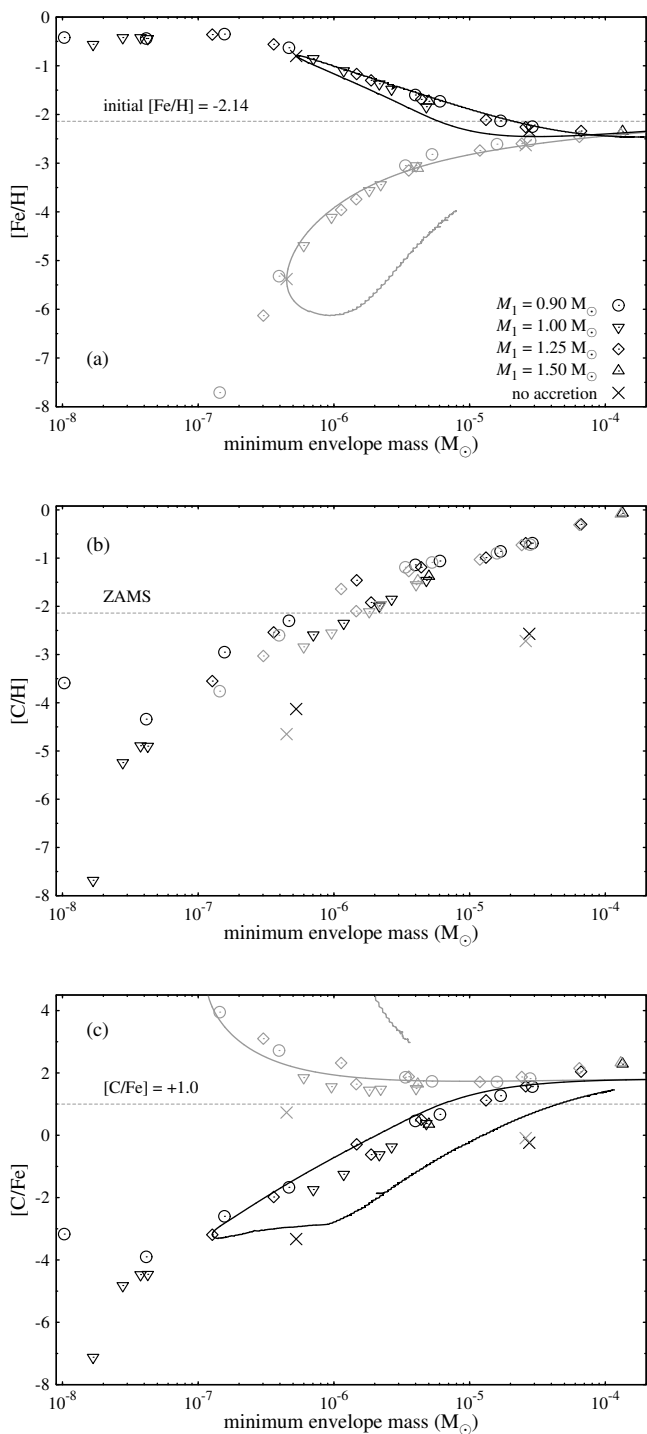 0
-1
-2
-3
-4
-5
-6
-7
-8
[Fe/H]
initial [Fe/H] = -2.14
(a)
M₁ = 0.90 M☉
M₁ = 1.00 M☉
M₁ = 1.25 M☉
M₁ = 1.50 M☉
no accretion
10⁻⁸ 10⁻⁷ 10⁻⁶ 10⁻⁵ 10⁻⁴
minimum envelope mass (M☉)
(b)
0
-1
-2
-3
-4
-5
-6
-7
-8
[C/H]
ZAMS
10⁻⁸ 10⁻⁷ 10⁻⁶ 10⁻⁵ 10⁻⁴
minimum envelope mass (M☉)
(c)
4
2
0
-2
-4
-6
-8
[C/Fe]
[C/Fe] = +1.0
10⁻⁸ 10⁻⁷ 10⁻⁶ 10⁻⁵ 10⁻⁴
minimum envelope mass (M☉)